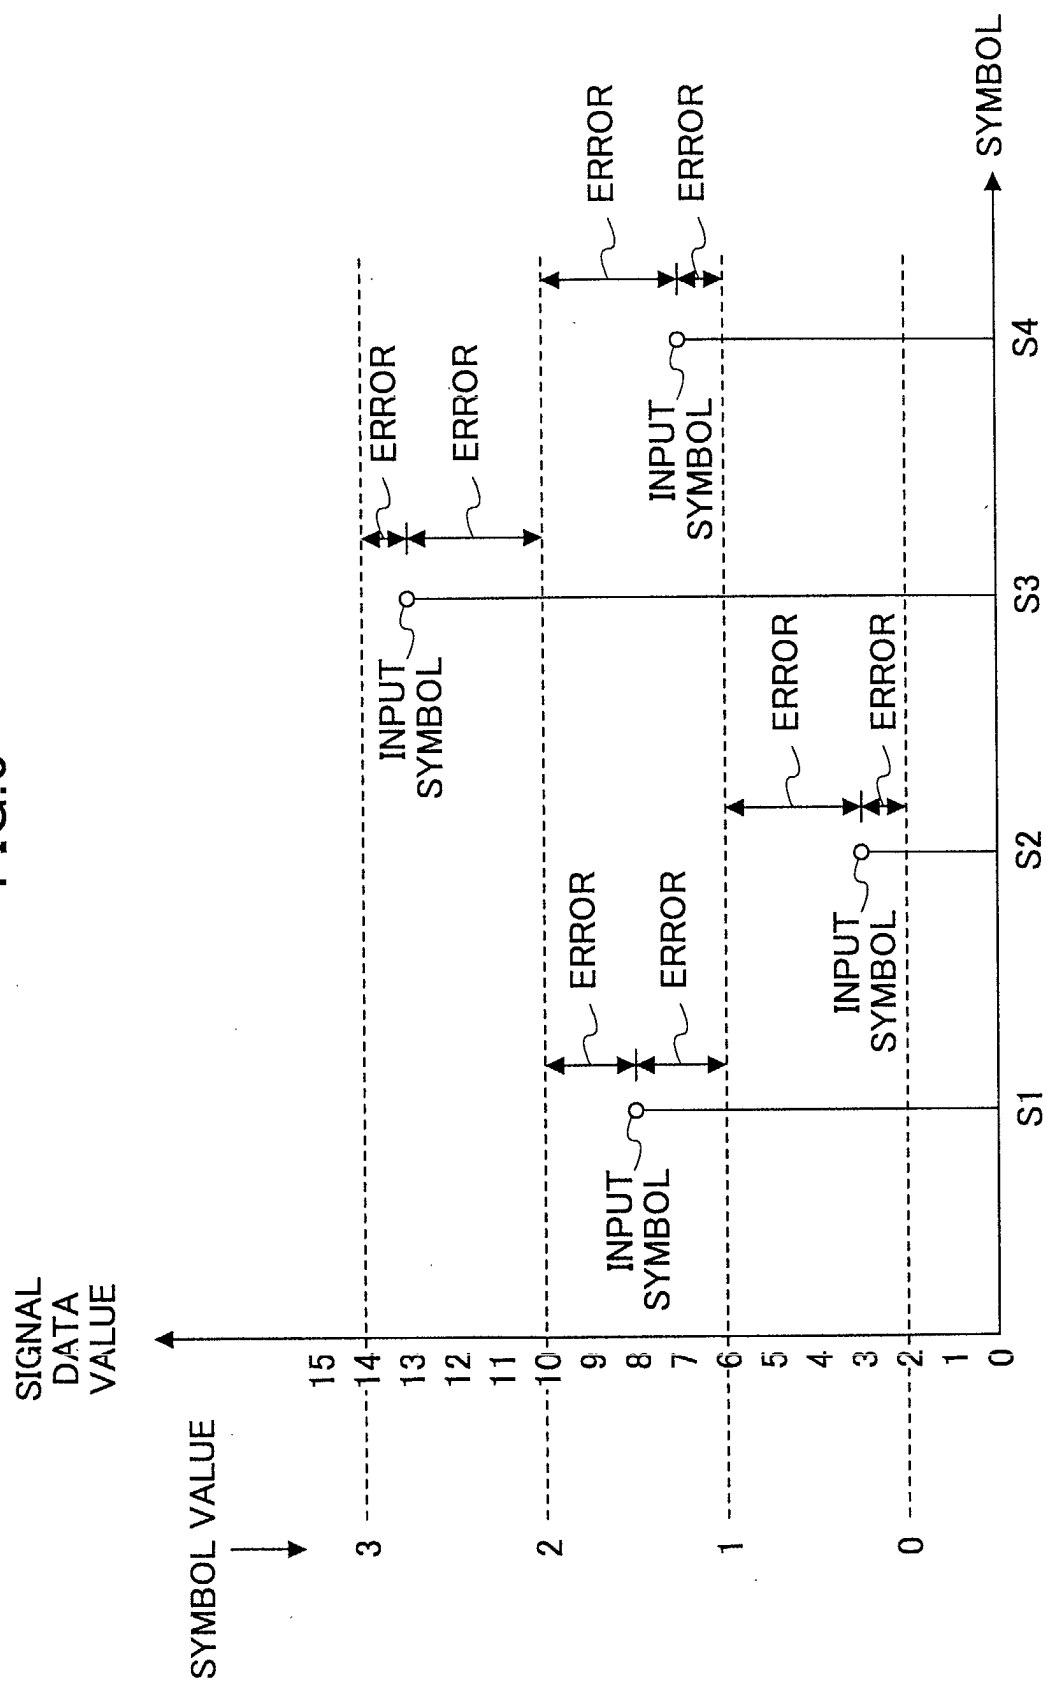 SIGNAL
DATA
VALUE
SYMBOL VALUE
15
14
13
12
11
10
9
8
7
6
5
4
3
2
1
0
3
2
1
0
INPUT
SYMBOL
ERROR
ERROR
INPUT
SYMBOL
ERROR
ERROR
INPUT
SYMBOL
ERROR
ERROR
INPUT
SYMBOL
ERROR
ERROR
S1
S2
S3
S4
SYMBOL